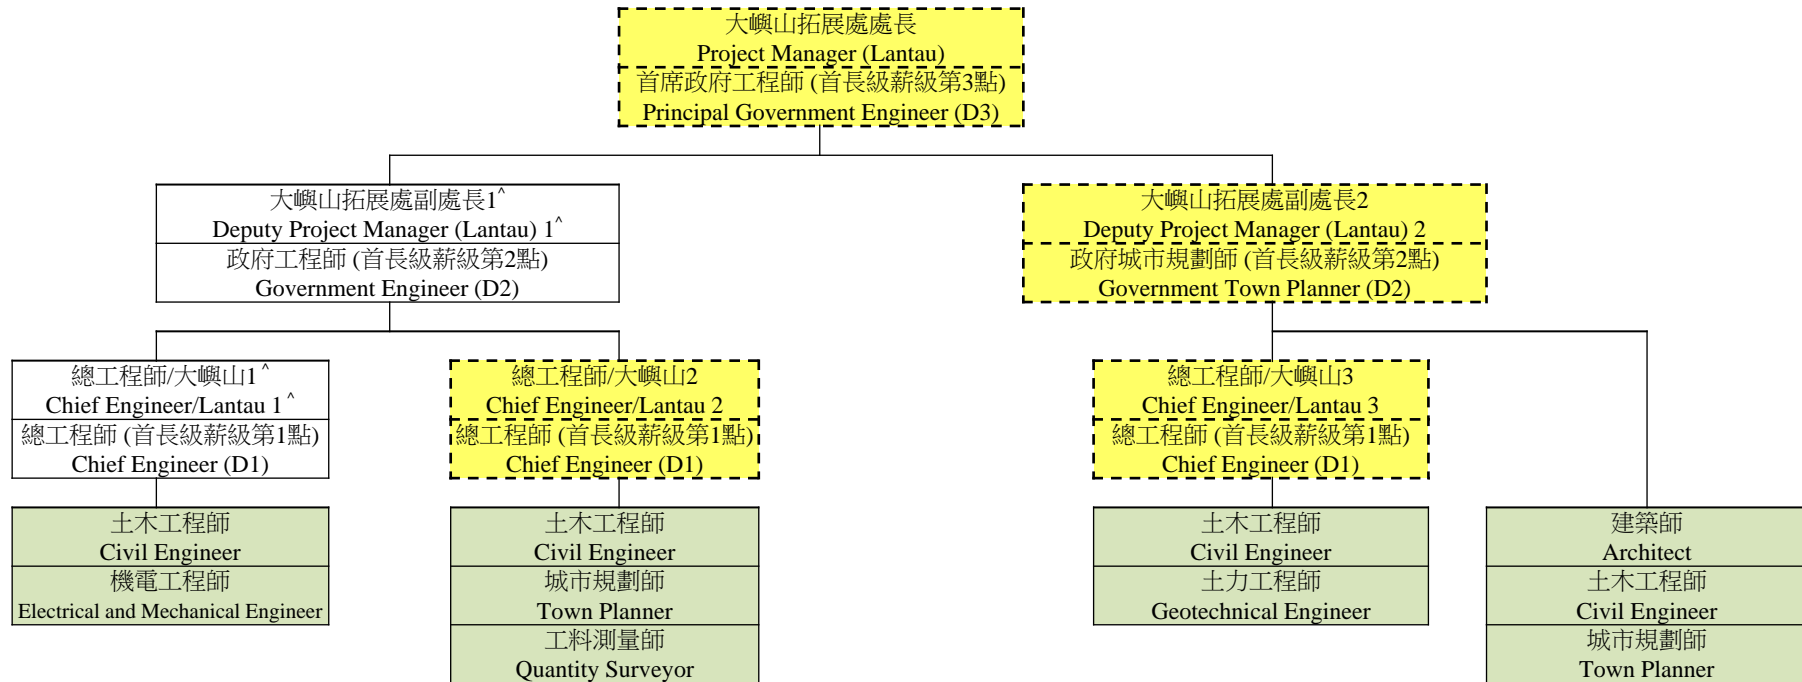 大嶼山拓展處處長
Project Manager (Lantau)
首席政府工程師 (首長級薪級第3點)
Principal Government Engineer (D3)
大嶼山拓展處副處長1^
Deputy Project Manager (Lantau) 1^
政府工程師 (首長級薪級第2點)
Government Engineer (D2)
大嶼山拓展處副處長2
Deputy Project Manager (Lantau) 2
政府城市規劃師 (首長級薪級第2點)
Government Town Planner (D2)
總工程師/大嶼山1^
Chief Engineer/Lantau 1^
總工程師 (首長級薪級第1點)
Chief Engineer (D1)
總工程師/大嶼山2
Chief Engineer/Lantau 2
總工程師 (首長級薪級第1點)
Chief Engineer (D1)
總工程師/大嶼山3
Chief Engineer/Lantau 3
總工程師 (首長級薪級第1點)
Chief Engineer (D1)
土木工程師
Civil Engineer
機電工程師
Electrical and Mechanical Engineer
土木工程師
Civil Engineer
城市規劃師
Town Planner
工料測量師
Quantity Surveyor
土木工程師
Civil Engineer
土力工程師
Geotechnical Engineer
建築師
Architect
土木工程師
Civil Engineer
城市規劃師
Town Planner